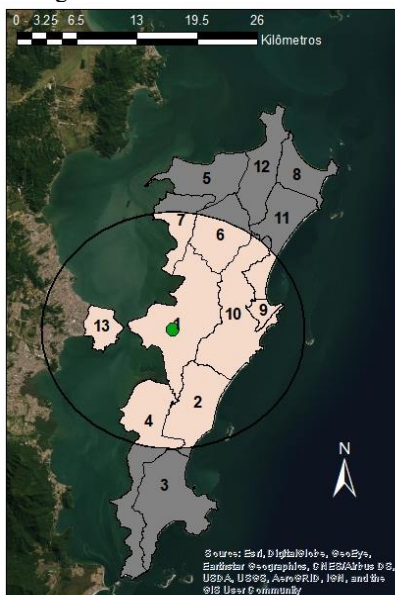 0 3.25 6.5 13 19.5 26
Kilômetros
12
5
8
11
7
6
9
13
1
10
2
4
3
N
Source: Esri, DigitalGlobe, GeoEye,
Earthstar Geographics, CNES/Airbus DS,
USDA, USGS, AeroGRID, IGN, and the
GIS User Community